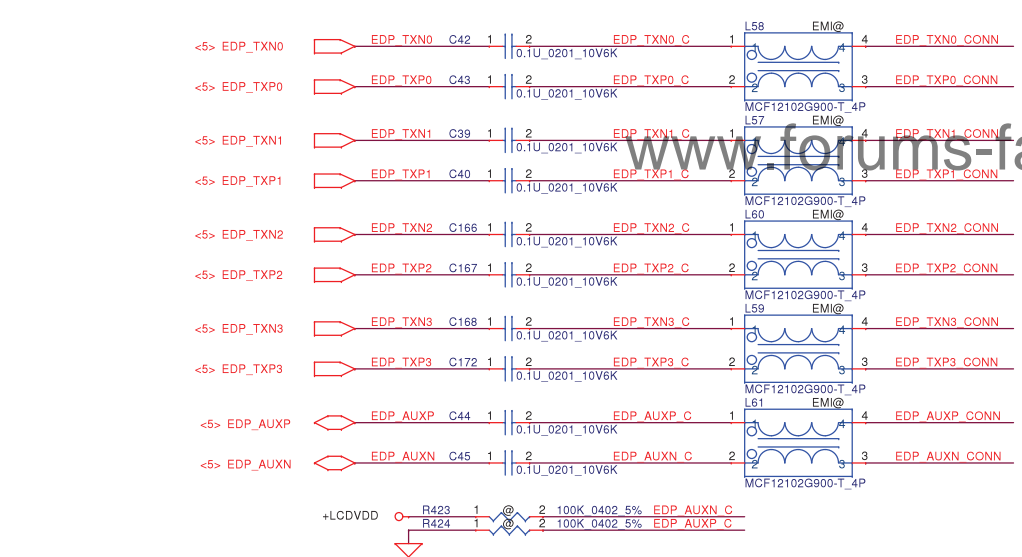 L58 EMI@
<5> EDP_TXN0 EDP_TXN0 C42 1 2 EDP_TXN0_C 1 1 4 4 EDP_TXN0_CONN
0.1U_0201_10V6K
<5> EDP_TXP0 EDP_TXP0 C43 1 2 EDP_TXP0_C 2 2 3 3 EDP_TXP0_CONN
0.1U_0201_10V6K
MCF12102G900-T_4P
L57 EMI@
<5> EDP_TXN1 EDP_TXN1 C39 1 2 EDP_TXN1_C 1 1 4 4 EDP_TXN1_CONN
0.1U_0201_10V6K
www.forums-fa
<5> EDP_TXP1 EDP_TXP1 C40 1 2 EDP_TXP1_C 2 2 3 3 EDP_TXP1_CONN
0.1U_0201_10V6K
MCF12102G900-T_4P
L60 EMI@
<5> EDP_TXN2 EDP_TXN2 C166 1 2 EDP_TXN2_C 1 1 4 4 EDP_TXN2_CONN
0.1U_0201_10V6K
<5> EDP_TXP2 EDP_TXP2 C167 1 2 EDP_TXP2_C 2 2 3 3 EDP_TXP2_CONN
0.1U_0201_10V6K
MCF12102G900-T_4P
L59 EMI@
<5> EDP_TXN3 EDP_TXN3 C168 1 2 EDP_TXN3_C 1 1 4 4 EDP_TXN3_CONN
0.1U_0201_10V6K
<5> EDP_TXP3 EDP_TXP3 C172 1 2 EDP_TXP3_C 2 2 3 3 EDP_TXP3_CONN
0.1U_0201_10V6K
MCF12102G900-T_4P
L61 EMI@
<5> EDP_AUXP EDP_AUXP C44 1 2 EDP_AUXP_C 1 1 4 4 EDP_AUXP_CONN
0.1U_0201_10V6K
<5> EDP_AUXN EDP_AUXN C45 1 2 EDP_AUXN_C 2 2 3 3 EDP_AUXN_CONN
0.1U_0201_10V6K
MCF12102G900-T_4P
+LCDVDD R423 1 @ 2 100K_0402_5% EDP_AUXN_C
R424 1 @ 2 100K_0402_5% EDP_AUXP_C